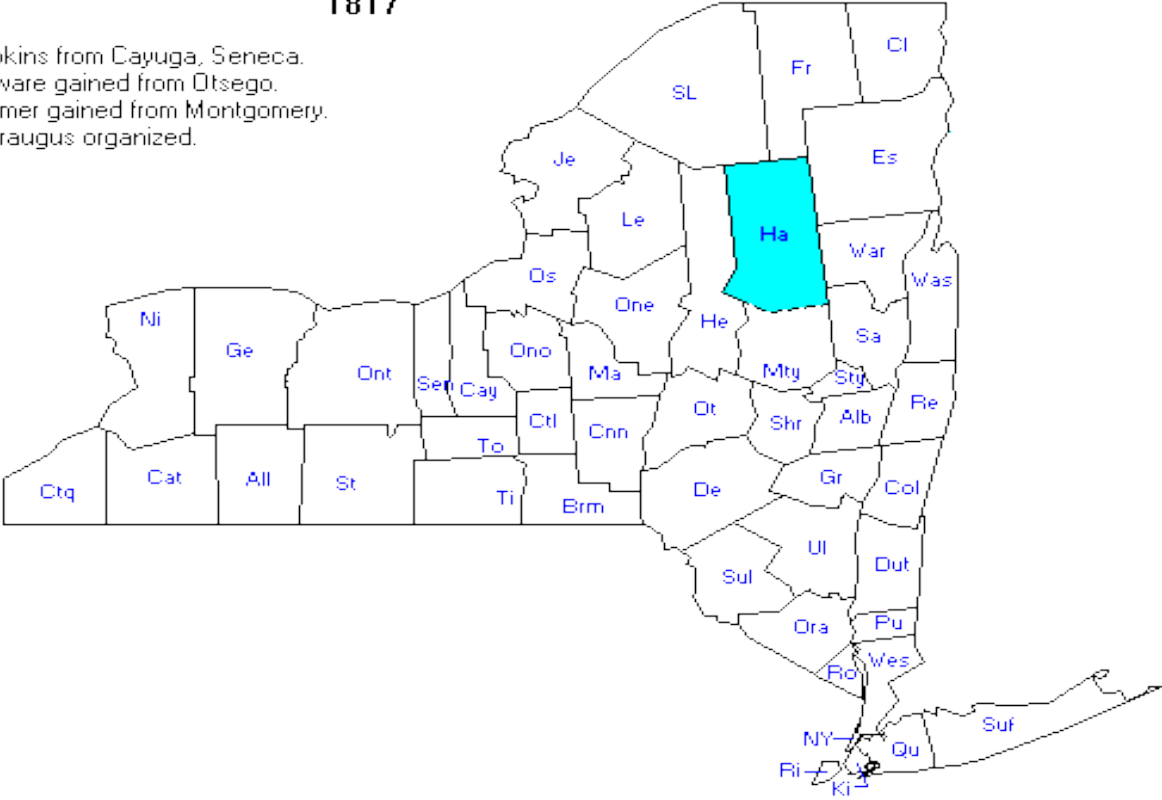 1817
kins from Cayuga, Seneca.
ware gained from Otsego.
mer gained from Montgomery.
raugus organized.
Cl
Fr
SL
Es
Je
Le
Ha
War
Os
Was
One
Ni
He
Sa
Ge
Ono
Ont
Ma
Mty
Sty
Sen
Cay
Re
Ot
Alb
Ctl
Shr
Cnn
To
Cat
All
St
Gr
Col
Ctq
De
Ti
Brm
Ul
Dut
Sul
Pu
Ora
Wes
Ro
Suf
NY
Qu
Ri
Ki